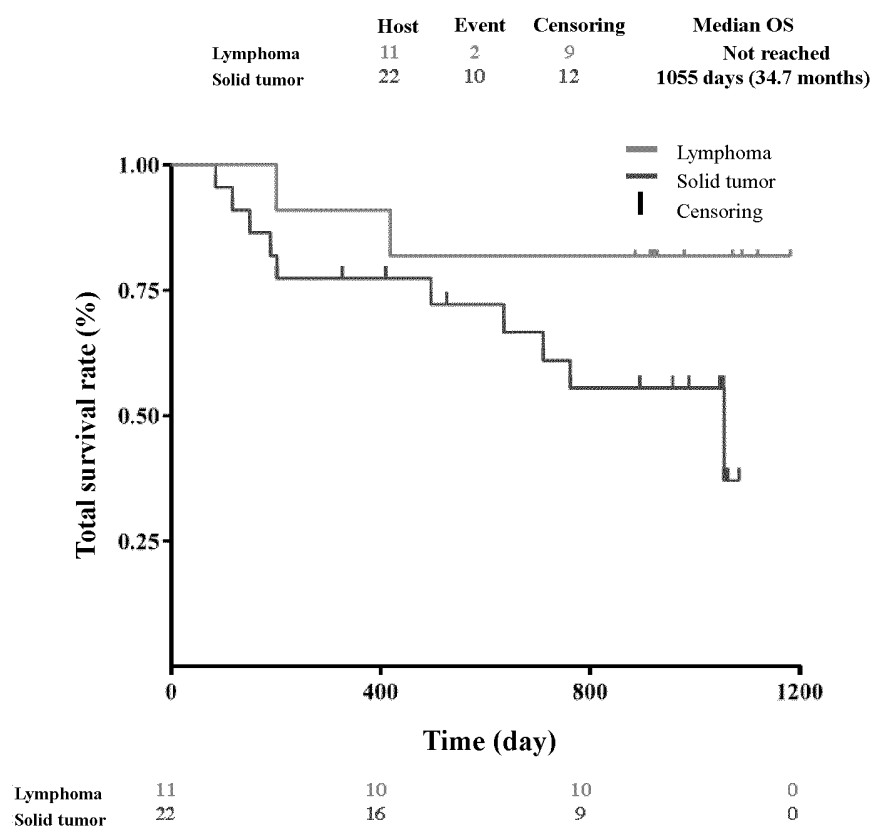 Host Event Censoring Median OS
Lymphoma 11 2 9 Not reached
Solid tumor 22 10 12 1055 days (34.7 months)
Lymphoma
Solid tumor
Censoring
1.00
0.75
0.50
0.25
Total survival rate (%)
0 400 800 1200
Time (day)
Lymphoma 11 10 10 0
Solid tumor 22 16 9 0